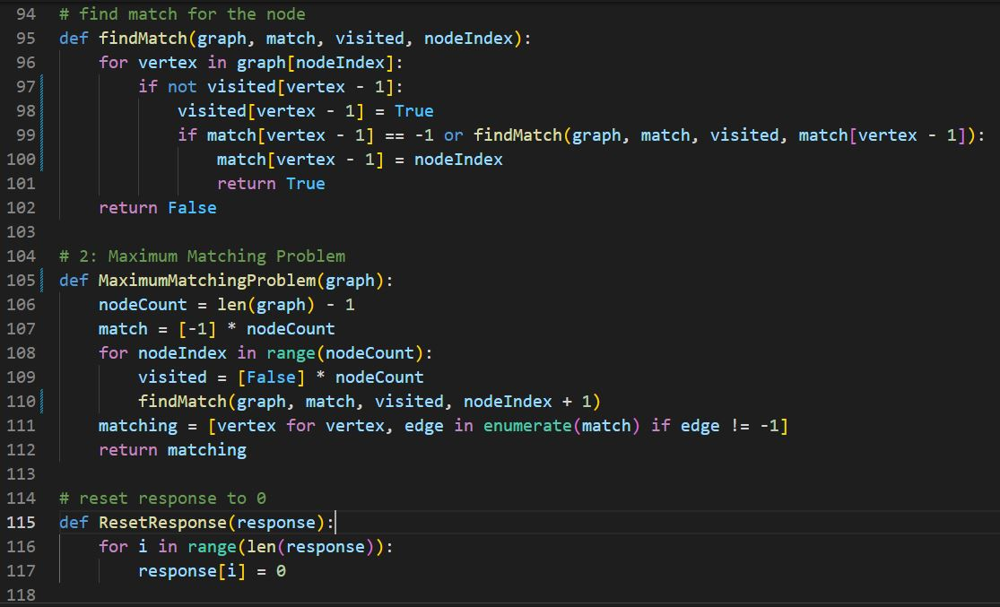 94 # find match for the node
95 def findMatch(graph, match, visited, nodeIndex):
96     for vertex in graph[nodeIndex]:
97         if not visited[vertex - 1]:
98             visited[vertex - 1] = True
99             if match[vertex - 1] == -1 or findMatch(graph, match, visited, match[vertex - 1]):
100                 match[vertex - 1] = nodeIndex
101                 return True
102     return False
103
104 # 2: Maximum Matching Problem
105 def MaximumMatchingProblem(graph):
106     nodeCount = len(graph) - 1
107     match = [-1] * nodeCount
108     for nodeIndex in range(nodeCount):
109         visited = [False] * nodeCount
110         findMatch(graph, match, visited, nodeIndex + 1)
111     matching = [vertex for vertex, edge in enumerate(match) if edge != -1]
112     return matching
113
114 # reset response to 0
115 def ResetResponse(response):
116     for i in range(len(response)):
117         response[i] = 0
118